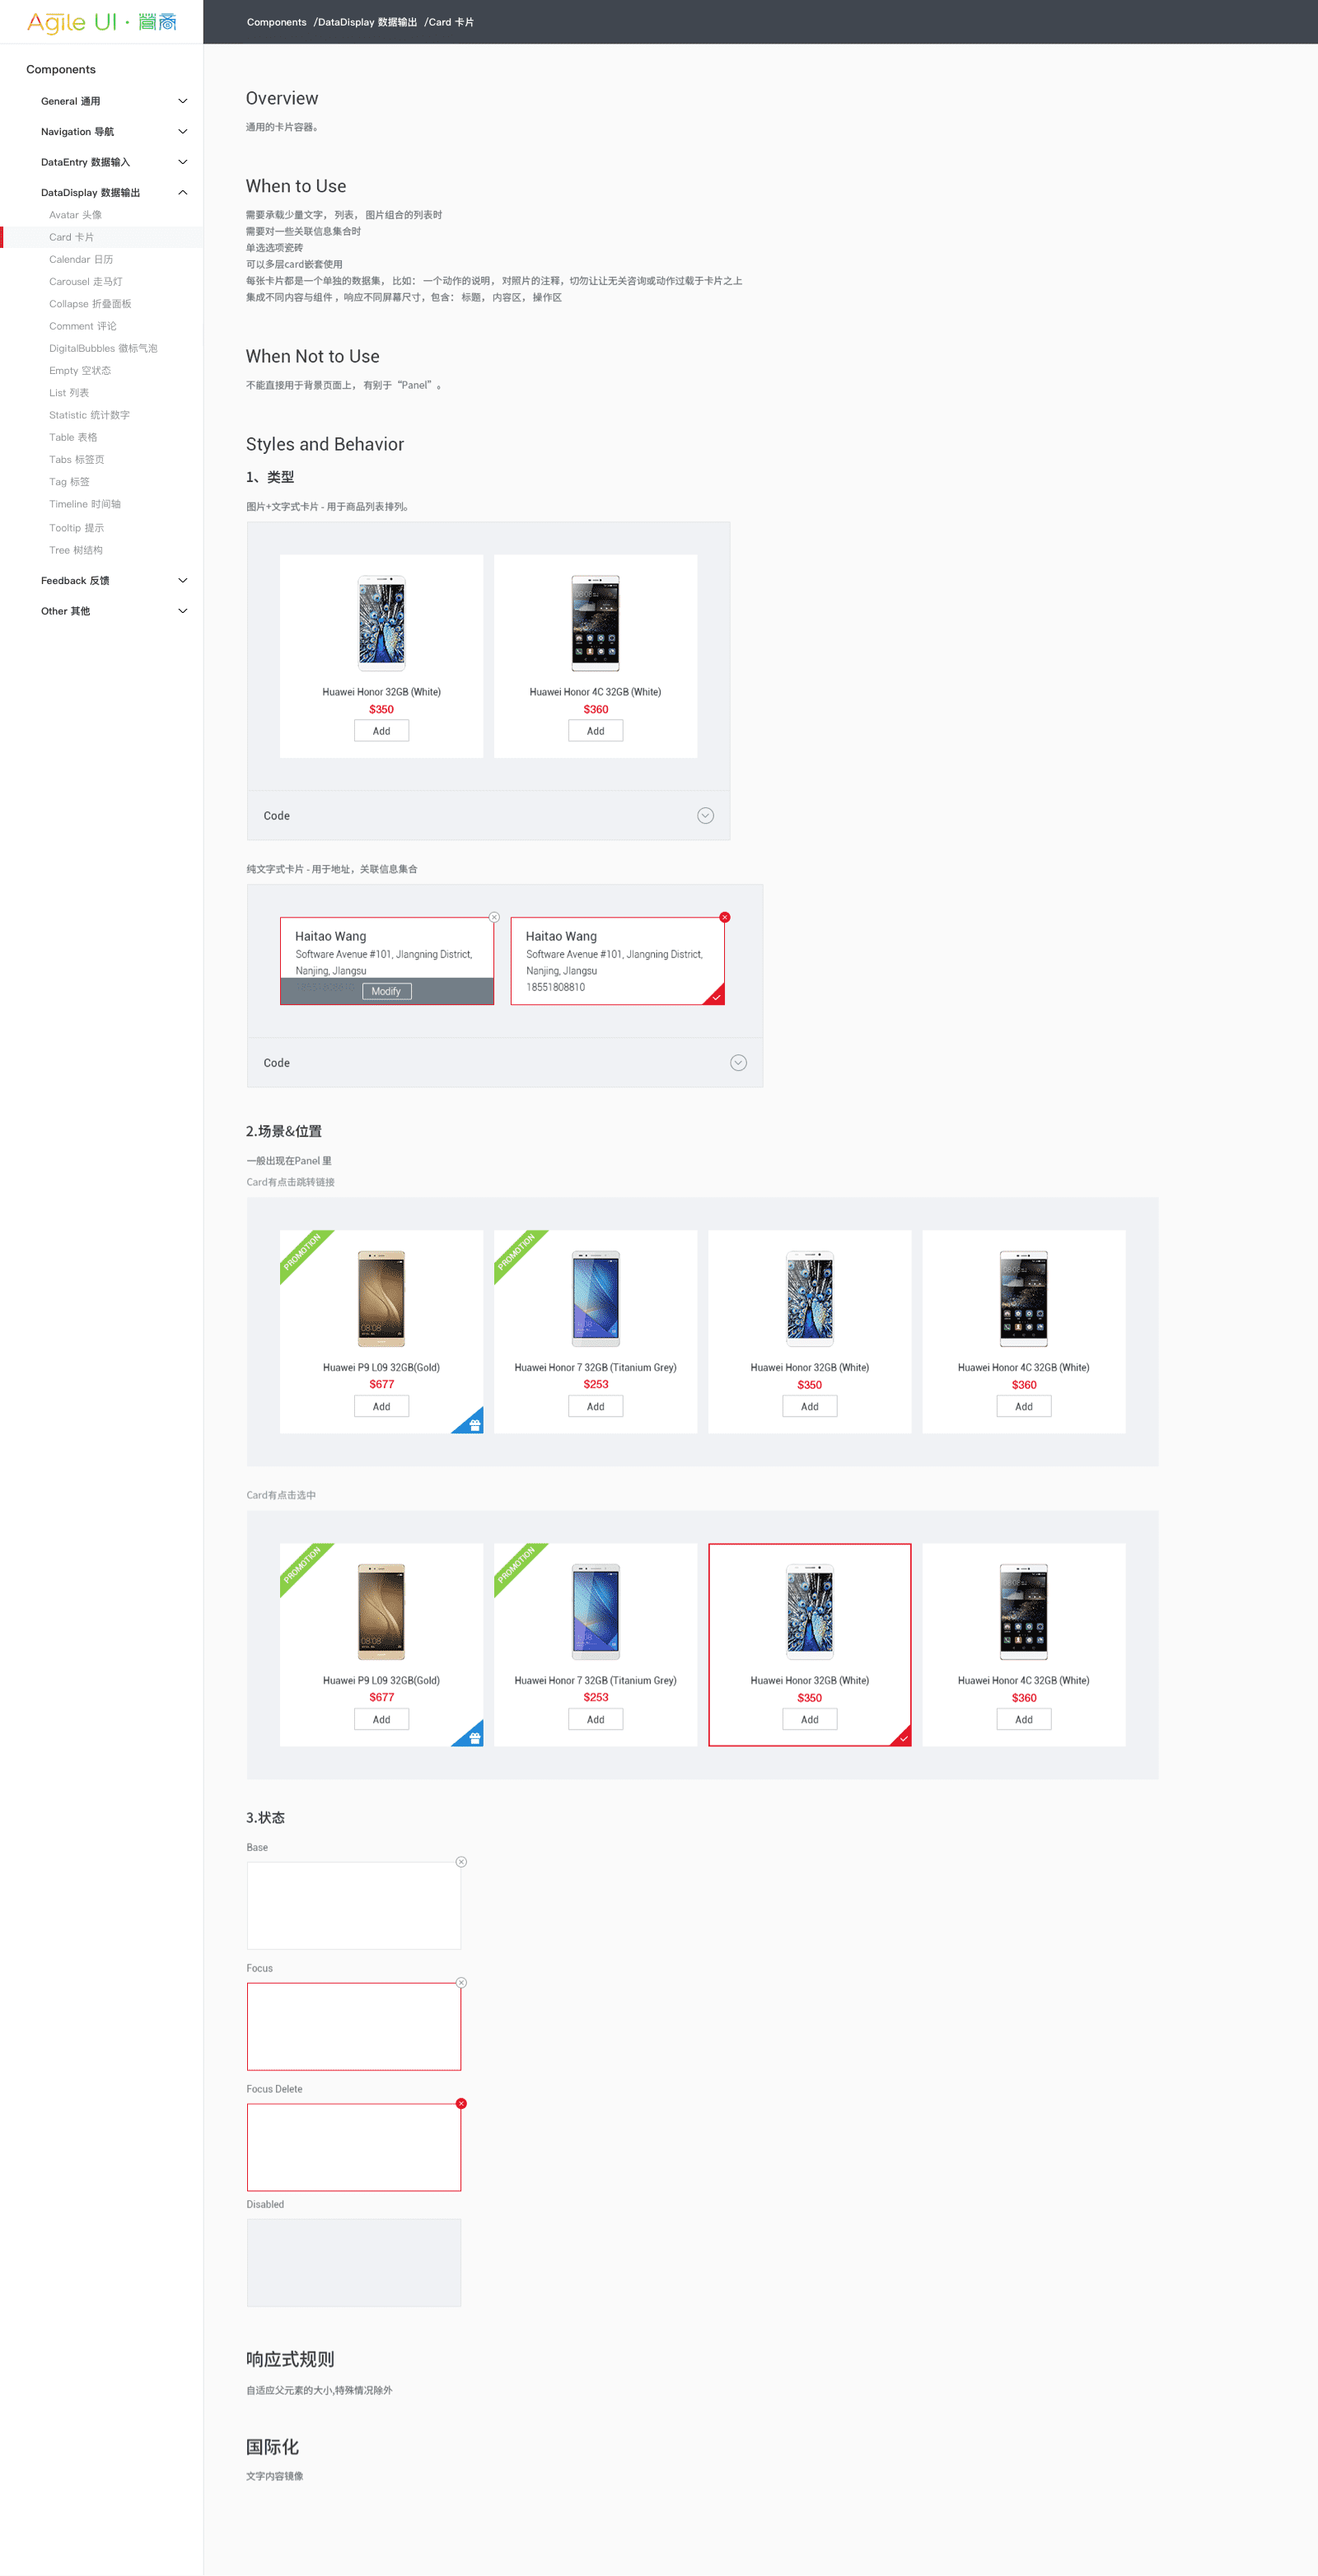 Agile UI · 营商
Components /DataDisplay 数据输出 /Card 卡片
Components
General 通用
Navigation 导航
DataEntry 数据输入
DataDisplay 数据输出
Avatar 头像
Card 卡片
Calendar 日历
Carousel 走马灯
Collapse 折叠面板
Comment 评论
DigitalBubbles 徽标气泡
Empty 空状态
List 列表
Statistic 统计数字
Table 表格
Tabs 标签页
Tag 标签
Timeline 时间轴
Tooltip 提示
Tree 树结构
Feedback 反馈
Other 其他
Overview
通用的卡片容器。
When to Use
需要承载少量文字， 列表， 图片组合的列表时
需要对一些关联信息集合时
单选选项瓷砖
可以多层card嵌套使用
每张卡片都是一个单独的数据集， 比如： 一个动作的说明， 对照片的注释，切勿让让无关咨询或动作过载于卡片之上
集成不同内容与组件 ，响应不同屏幕尺寸，包含： 标题， 内容区， 操作区
When Not to Use
不能直接用于背景页面上， 有别于“Panel”。
Styles and Behavior
1、类型
图片+文字式卡片 - 用于商品列表排列。
Huawei Honor 32GB (White)
$350
Add
Huawei Honor 4C 32GB (White)
$360
Add
Code
纯文字式卡片 - 用于地址，关联信息集合
Haitao Wang
Software Avenue #101, JIangning District,
Nanjing, JIangsu
18551808810
Modify
Haitao Wang
Software Avenue #101, JIangning District,
Nanjing, JIangsu
18551808810
Code
2.场景&位置
一般出现在Panel 里
Card有点击跳转链接
PROMOTION
08:08
Huawei P9 L09 32GB(Gold)
$677
Add
PROMOTION
Huawei Honor 7 32GB (Titanium Grey)
$253
Add
Huawei Honor 32GB (White)
$350
Add
Huawei Honor 4C 32GB (White)
$360
Add
Card有点击选中
PROMOTION
08:08
Huawei P9 L09 32GB(Gold)
$677
Add
PROMOTION
Huawei Honor 7 32GB (Titanium Grey)
$253
Add
Huawei Honor 32GB (White)
$350
Add
Huawei Honor 4C 32GB (White)
$360
Add
3.状态
Base
Focus
Focus Delete
Disabled
响应式规则
自适应父元素的大小,特殊情况除外
国际化
文字内容镜像